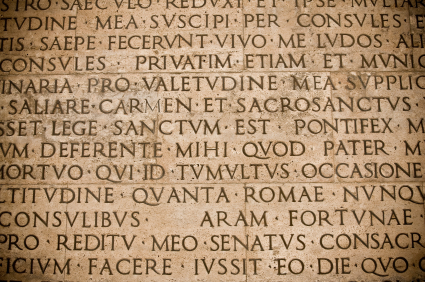 OSTRO · SAECVLO · REDVXI · ET · IPSE · MVLTAR
TVDINE · MEA · SVSCIPI · PER · CONSVLES · E
TIS · SAEPE · FECERVNT · VIVO · ME · LVDOS · ALI
CONSVLES · PRIVATIM · ETIAM · ET · MVNIC
INARIA · PRO · VALETVDINE · MEA · SVPPLIC
· SALIARE · CARMEN · ET · SACROSANCTVS ·
SSET · LEGE · SANCTVM · EST · PONTIFEX · M
VM · DEFERENTE · MIHI · QVOD · PATER · M
MORTVO · QVI · ID · TVMVLTVS · OCCASIONE
LTITVDINE · QVANTA · ROMAE · NVNQV
CONSVLIBVS · ARAM · FORTVNAE ·
PRO · REDITV · MEO · SENATVS · CONSACR
FICIVM · FACERE · IVSSIT · EO · DIE · QVO ·